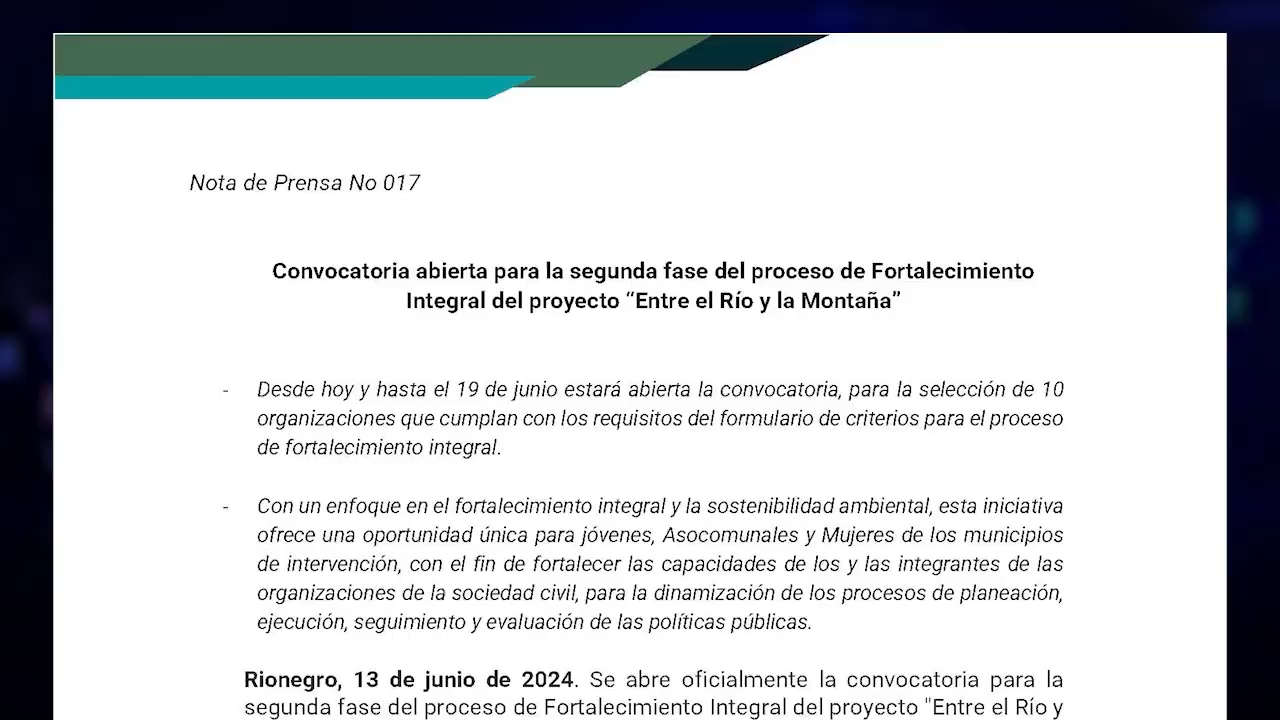 Nota de Prensa No 017
Convocatoria abierta para la segunda fase del proceso de Fortalecimiento
Integral del proyecto “Entre el Río y la Montaña”
- Desde hoy y hasta el 19 de junio estará abierta la convocatoria, para la selección de 10
organizaciones que cumplan con los requisitos del formulario de criterios para el proceso
de fortalecimiento integral.
- Con un enfoque en el fortalecimiento integral y la sostenibilidad ambiental, esta iniciativa
ofrece una oportunidad única para jóvenes, Asocomunales y Mujeres de los municipios
de intervención, con el fin de fortalecer las capacidades de los y las integrantes de las
organizaciones de la sociedad civil, para la dinamización de los procesos de planeación,
ejecución, seguimiento y evaluación de las políticas públicas.
Rionegro, 13 de junio de 2024. Se abre oficialmente la convocatoria para la
segunda fase del proceso de Fortalecimiento Integral del proyecto "Entre el Río y